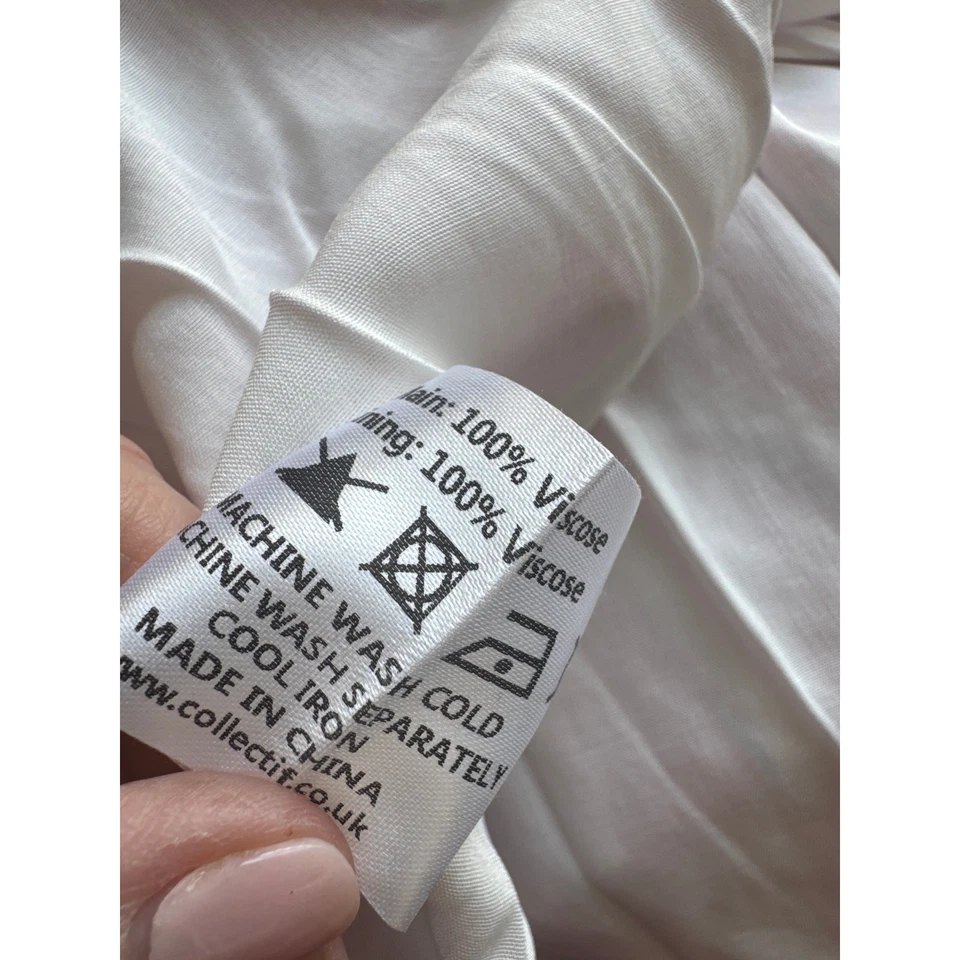 ain: 100% Viscose
ning: 100% Viscose
MACHINE WASH COLD
CHINE WASH SEPARATELY
COOL IRON
MADE IN CHINA
www.collectif.co.uk